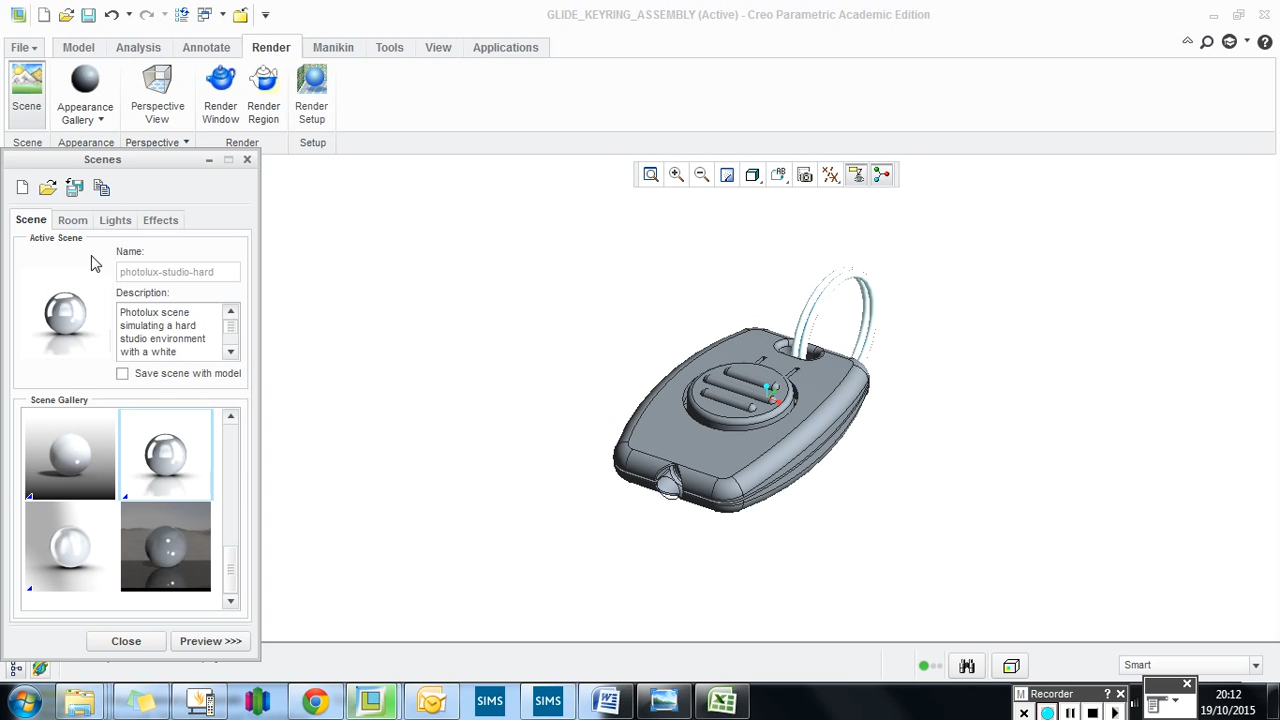 GLIDE_KEYRING_ASSEMBLY (Active) - Creo Parametric Academic Edition
File Model Analysis Annotate Render Manikin Tools View Applications
Scene Appearance Gallery Perspective View Render Window Render Region Render Setup
Scene Appearance Perspective Render Setup
Scenes
Scene Room Lights Effects
Active Scene
Name:
photolux-studio-hard
Description:
Photolux scene
simulating a hard
studio environment
with a white
Save scene with model
Scene Gallery
Close Preview >>>
Smart
SIMS SIMS
M Recorder ?
20:12
19/10/2015